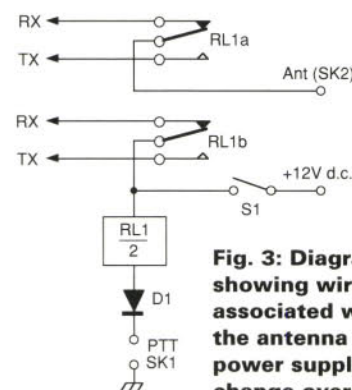 RX
RL1a
TX
Ant (SK2)
RX
RL1b
TX
+12V d.c.
S1
RL1
2
D1
PTT
SK1
Fig. 3: Diagra
showing wiri
associated w
the antenna
power suppl